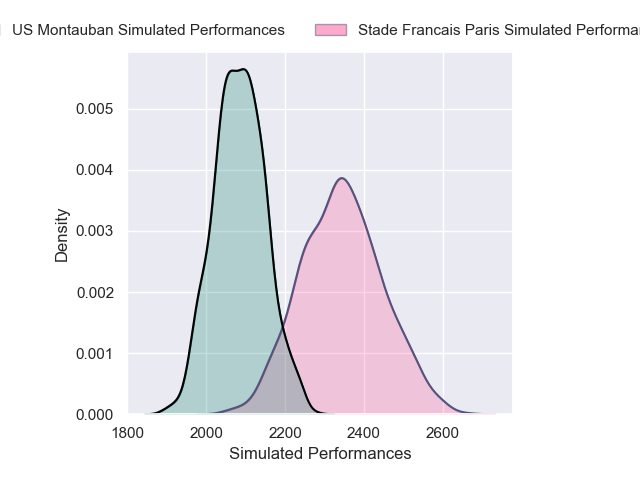 US Montauban Simulated Performances
Stade Francais Paris Simulated
0.005
0.004
0.003
0.002
0.001
0.000
Density
1800 2000 2200 2400 2600
Simulated Performances